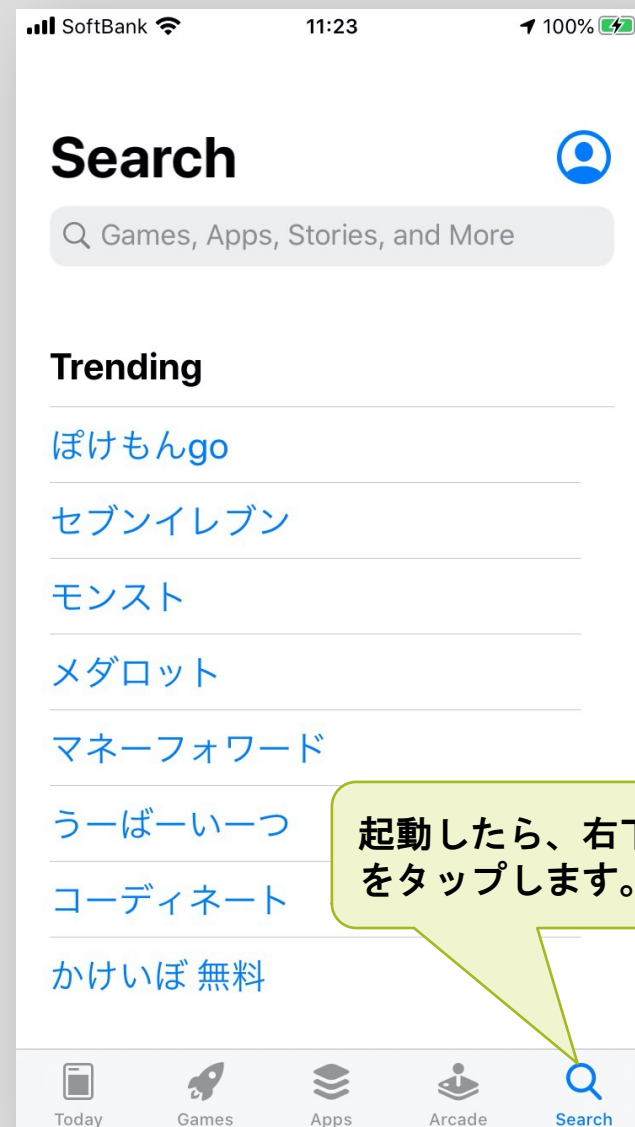 SoftBank 11:23 100%
Search
Games, Apps, Stories, and More
Trending
ぽけもんgo
セブンイレブン
モンスト
メダロット
マネーフォワード
うーばーいーつ
コーディネート
かけいぼ 無料
起動したら、右下
をタップします。
Today Games Apps Arcade Search